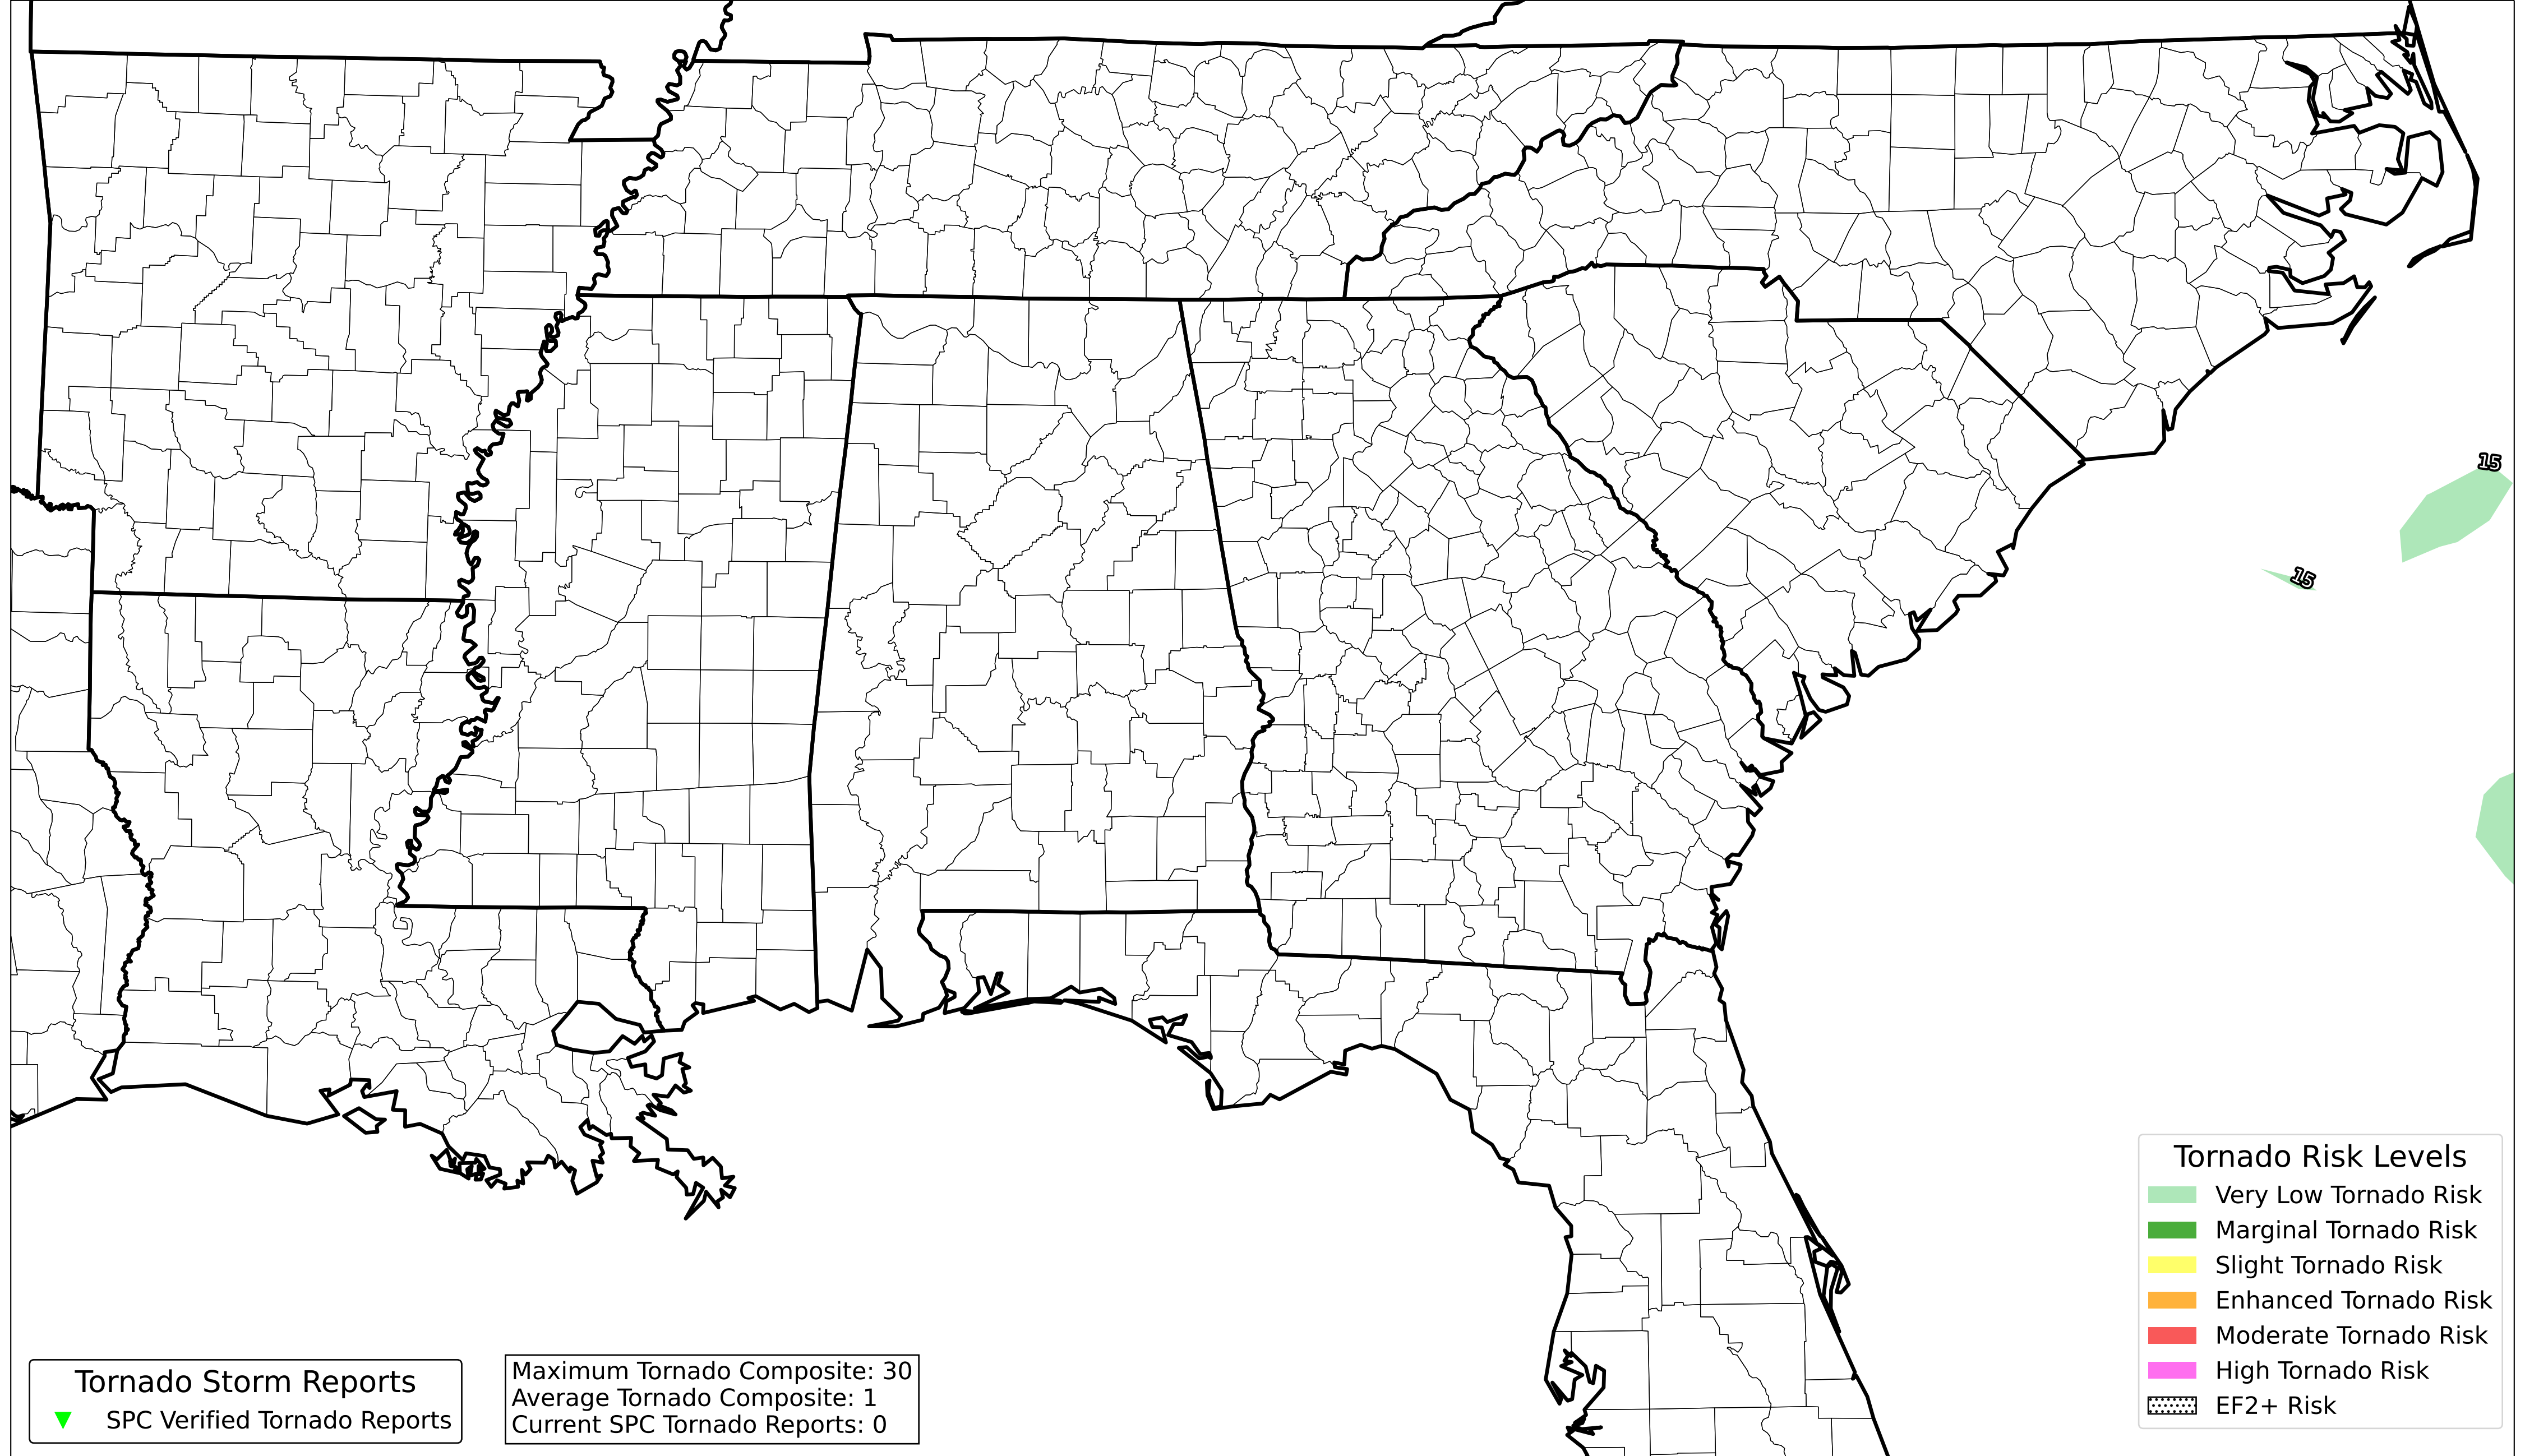 15
15
Tornado Risk Levels
Very Low Tornado Risk
Marginal Tornado Risk
Slight Tornado Risk
Enhanced Tornado Risk
Moderate Tornado Risk
High Tornado Risk
EF2+ Risk
Tornado Storm Reports
SPC Verified Tornado Reports
Maximum Tornado Composite: 30
Average Tornado Composite: 1
Current SPC Tornado Reports: 0